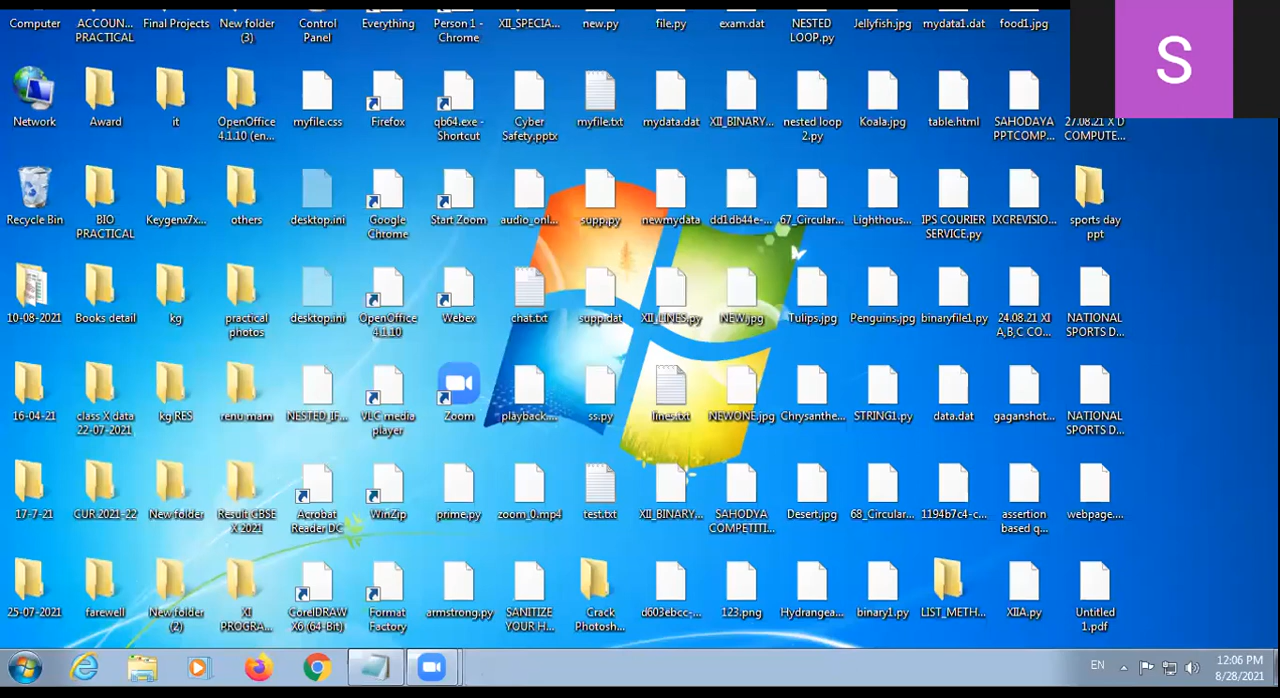 Computer
ACCOUN...
PRACTICAL
Final Projects
New folder
(3)
Control
Panel
Everything
Person 1 -
Chrome
XII_SPECIA...
new.py
file.py
exam.dat
NESTED
LOOP.py
Jellyfish.jpg
mydata1.dat
food1.jpg
S
Network
Award
it
OpenOffice
4.1.10 (en...
myfile.css
Firefox
qb64.exe -
Shortcut
Cyber
Safety.pptx
myfile.txt
mydata.dat
XII_BINARY...
nested loop
2.py
Koala.jpg
table.html
SAHODAYA
PPTCOMP...
27.08.21 X D
COMPUTE...
Recycle Bin
BIO
PRACTICAL
Keygenx7x...
others
desktop.ini
Google
Chrome
Start Zoom
audio_onl...
supp.py
newmydata
dd1db44e-...
67_Circular...
Lighthous...
IPS COURIER
SERVICE.py
IXCREVISIO...
sports day
ppt
10-08-2021
Books detail
kg
practical
photos
desktop.ini
OpenOffice
4.1.10
Webex
chat.txt
supp.dat
XII_LINES.py
NEW.jpg
Tulips.jpg
Penguins.jpg
binaryfile1.py
24.08.21 XI
A,B,C CO...
NATIONAL
SPORTS D...
16-04-21
class X data
22-07-2021
kg RES
renu mam
NESTED_IF...
VLC media
player
Zoom
playback....
ss.py
lines.txt
NEWONE.jpg
Chrysanthe...
STRING1.py
data.dat
gaganshot...
NATIONAL
SPORTS D...
17-7-21
CUR 2021-22
New folder
Result CBSE
X 2021
Acrobat
Reader DC
WinZip
prime.py
zoom_0.mp4
test.txt
XII_BINARY...
SAHODYA
COMPETITI...
Desert.jpg
68_Circular...
1194b7c4-c...
assertion
based q...
webpage....
25-07-2021
farewell
New folder
(2)
XI
PROGRA...
CorelDRAW
X6 (64-Bit)
Format
Factory
armstrong.py
SANITIZE
YOUR H...
Crack
Photosh...
d603ebcc-...
123.png
Hydrangea...
binary1.py
LIST_METH...
XIIA.py
Untitled
1.pdf
EN
12:06 PM
8/28/2021